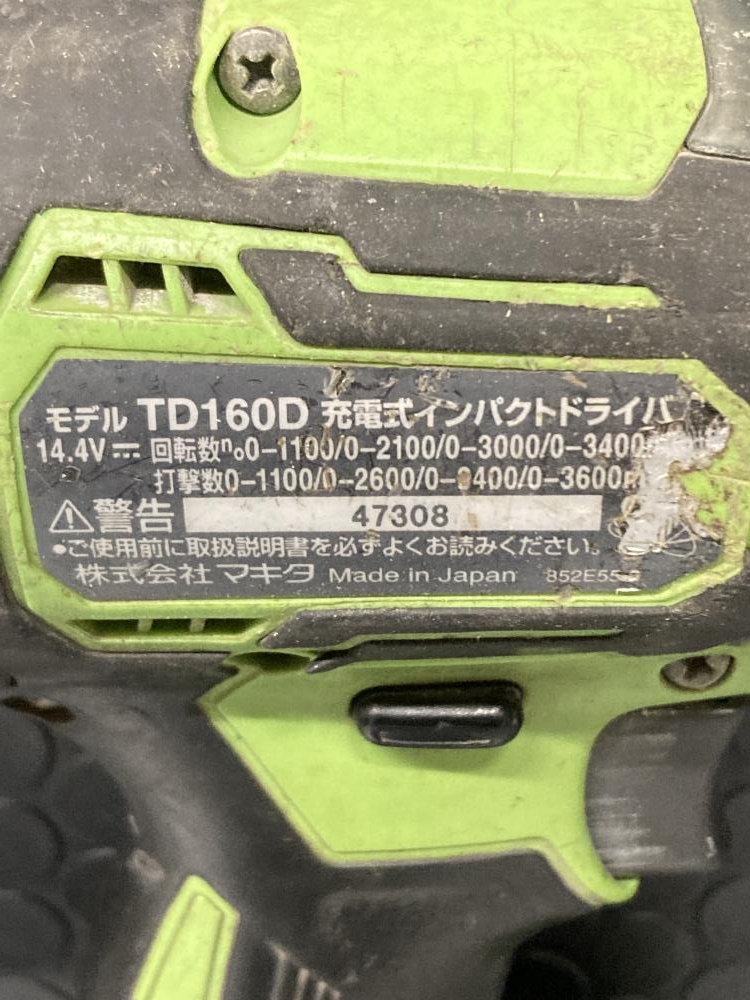 モデル TD160D 充電式インパクトドライバ
14.4V⎓ 回転数n₀0-1100/0-2100/0-3000/0-3400
打撃数0-1100/0-2600/0-3400/0-3600
⚠警告 47308
•ご使用前に取扱説明書を必ずよくお読みください。
株式会社 マキタ Made in Japan